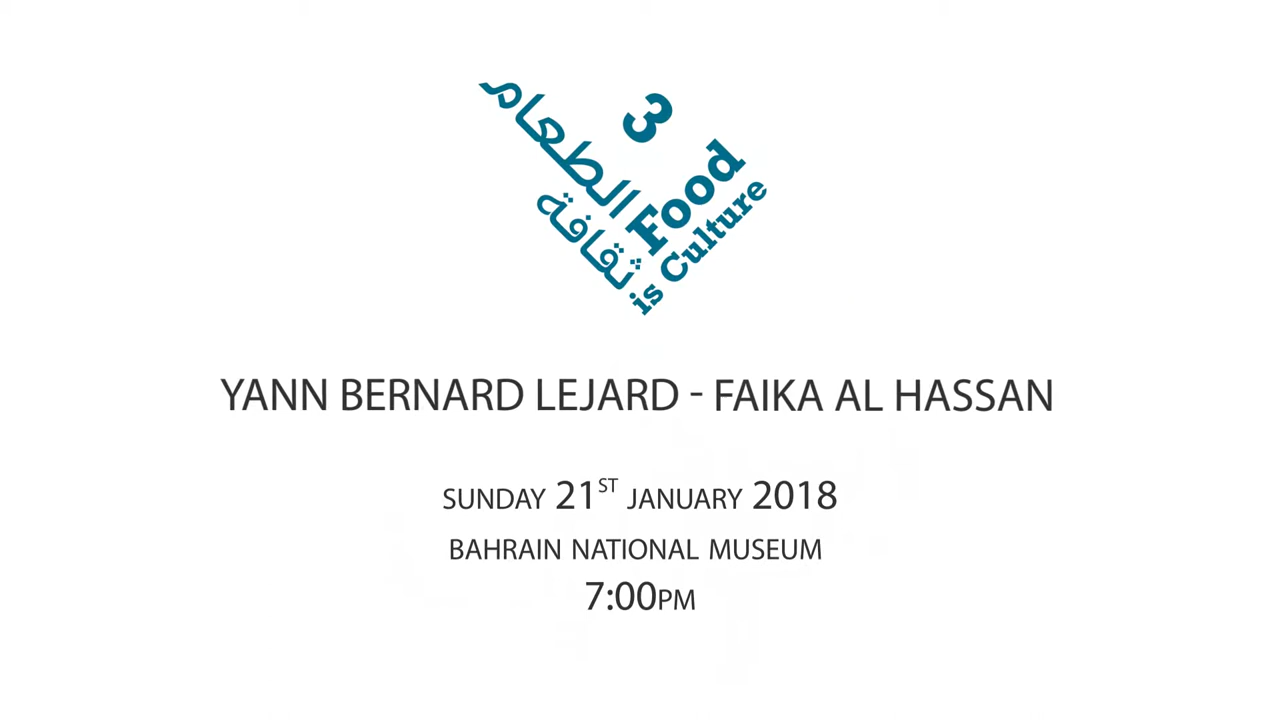 الطعام
ثقافة
3
Food
is Culture
YANN BERNARD LEJARD - FAIKA AL HASSAN
SUNDAY 21ST JANUARY 2018
BAHRAIN NATIONAL MUSEUM
7:00PM